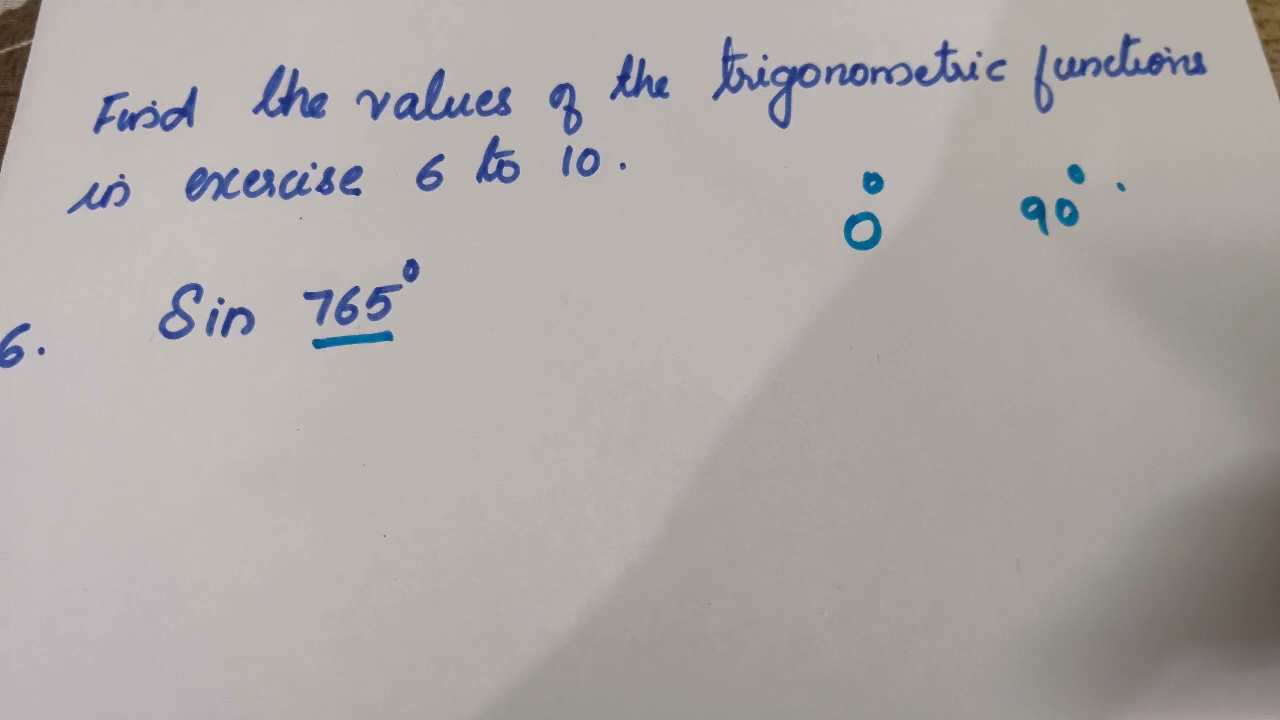 Find the values of the trigonometric functions
in exercise 6 to 10.
0° 90°.
6. Sin 765°